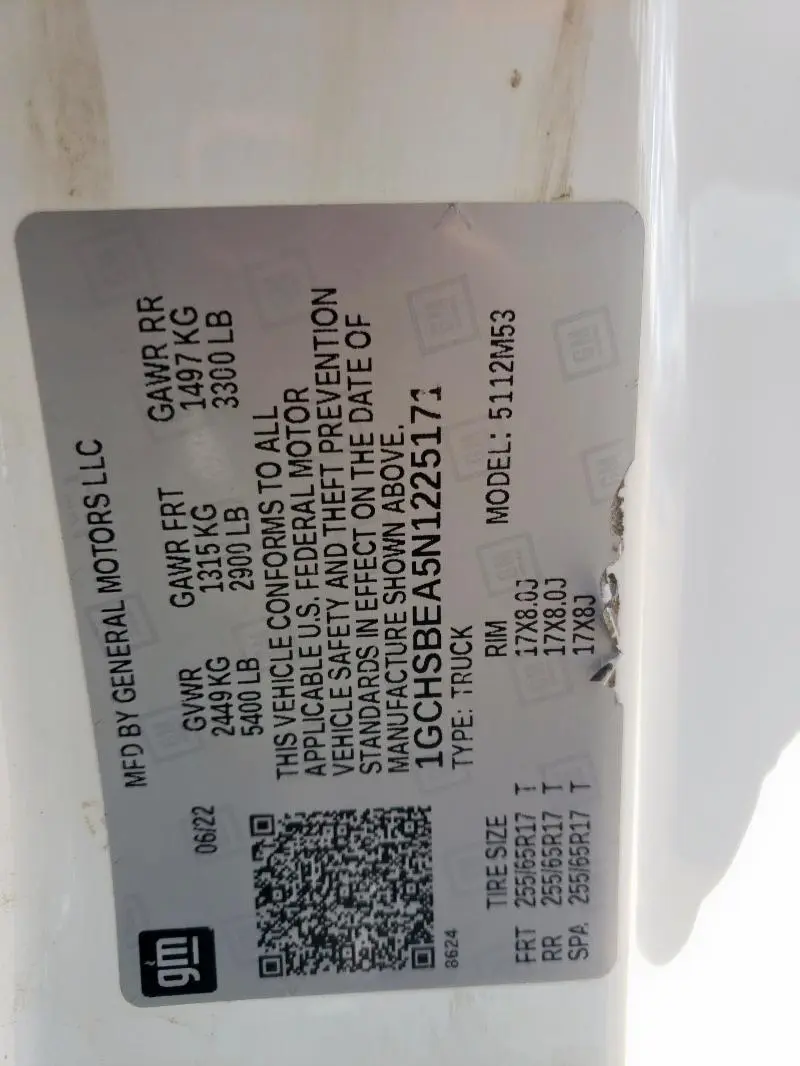 gm
MFD BY GENERAL MOTORS LLC
06/22
GVWR GAWR FRT GAWR RR
2449 KG 1315 KG 1497 KG
5400 LB 2900 LB 3300 LB
THIS VEHICLE CONFORMS TO ALL
APPLICABLE U.S. FEDERAL MOTOR
VEHICLE SAFETY AND THEFT PREVENTION
STANDARDS IN EFFECT ON THE DATE OF
MANUFACTURE SHOWN ABOVE.
1GCHSBEA5N1225171
8624
TYPE: TRUCK
MODEL: 5112M53
TIRE SIZE RIM
FRT 255/65R17 T 17X8.0J
RR 255/65R17 T 17X8.0J
SPA 255/65R17 T 17X8J